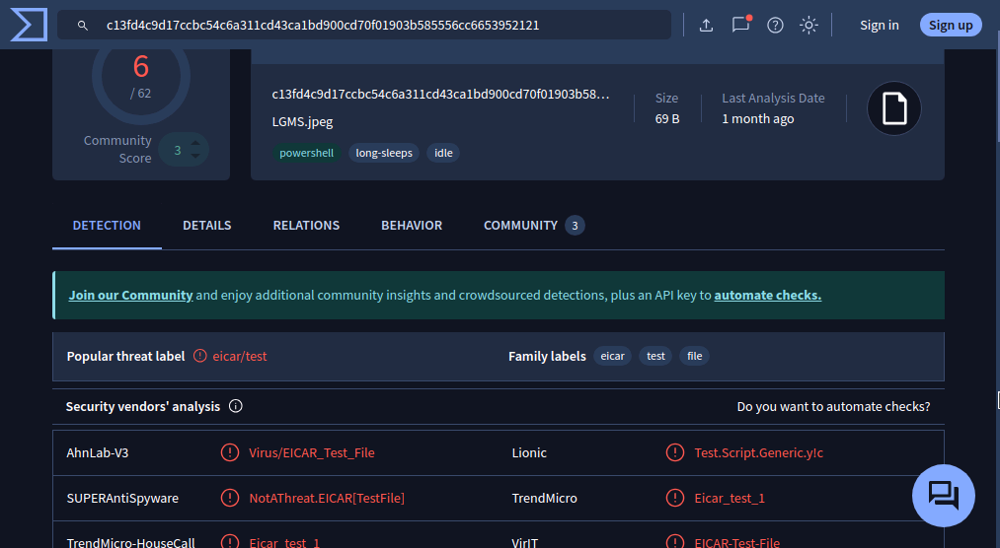 c13fd4c9d17ccbc54c6a311cd43ca1bd900cd70f01903b585556cc6653952121
Sign in
Sign up
6
/ 62
Community
Score
3
c13fd4c9d17ccbc54c6a311cd43ca1bd900cd70f01903b58...
LGMS.jpeg
powershell long-sleeps idle
Size
69 B
Last Analysis Date
1 month ago
DETECTION DETAILS RELATIONS BEHAVIOR COMMUNITY 3
Join our Community and enjoy additional community insights and crowdsourced detections, plus an API key to automate checks.
Popular threat label eicar/test Family labels eicar test file
Security vendors' analysis Do you want to automate checks?
AhnLab-V3 Virus/EICAR_Test_File Lionic Test.Script.Generic.y!c
SUPERAntiSpyware NotAThreat.EICAR[TestFile] TrendMicro Eicar_test_1
TrendMicro-HouseCall Eicar_test_1 VirIT EICAR-Test-File